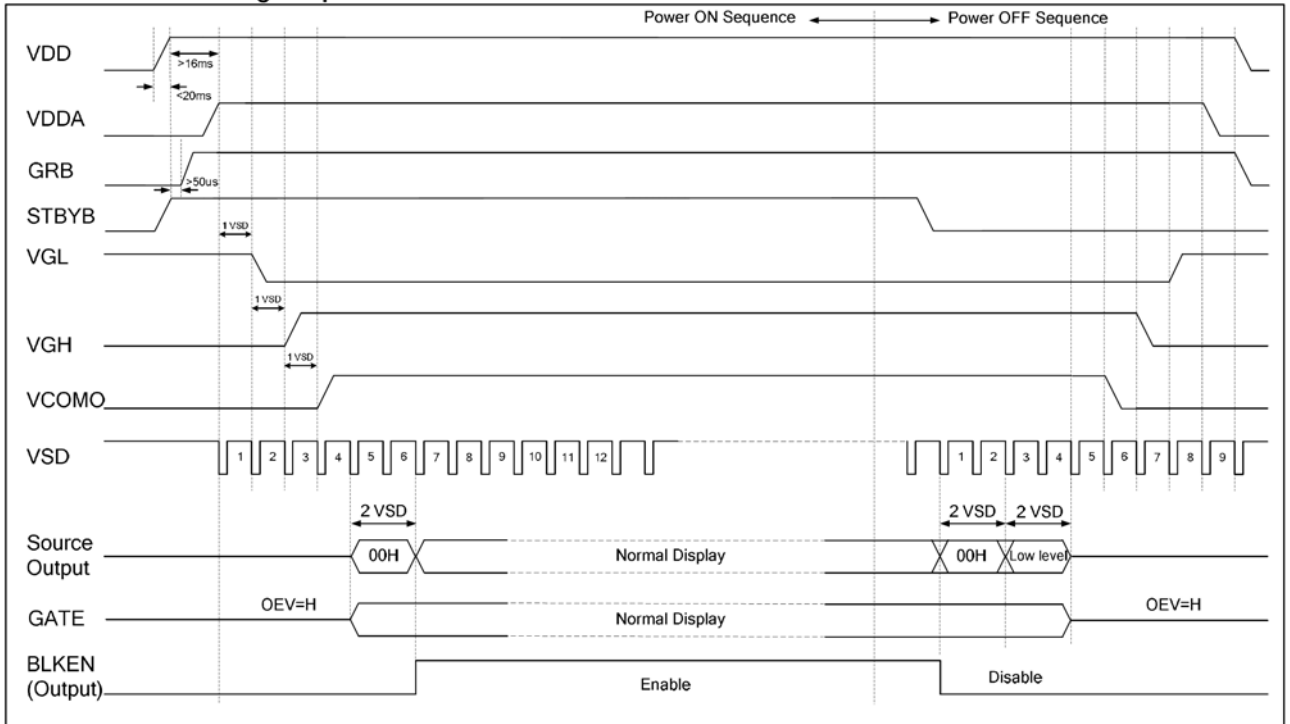 Power ON Sequence
Power OFF Sequence
VDD
>16ms
<20ms
VDDA
GRB
>50us
STBYB
1 VSD
VGL
1 VSD
VGH
1 VSD
VCOMO
VSD
1 2 3 4 5 6 7 8 9 10 11 12
1 2 3 4 5 6 7 8 9
2 VSD
2 VSD 2 VSD
Source
Output
00H
Normal Display
00H
Low level
GATE
OEV=H
Normal Display
OEV=H
BLKEN
(Output)
Enable
Disable